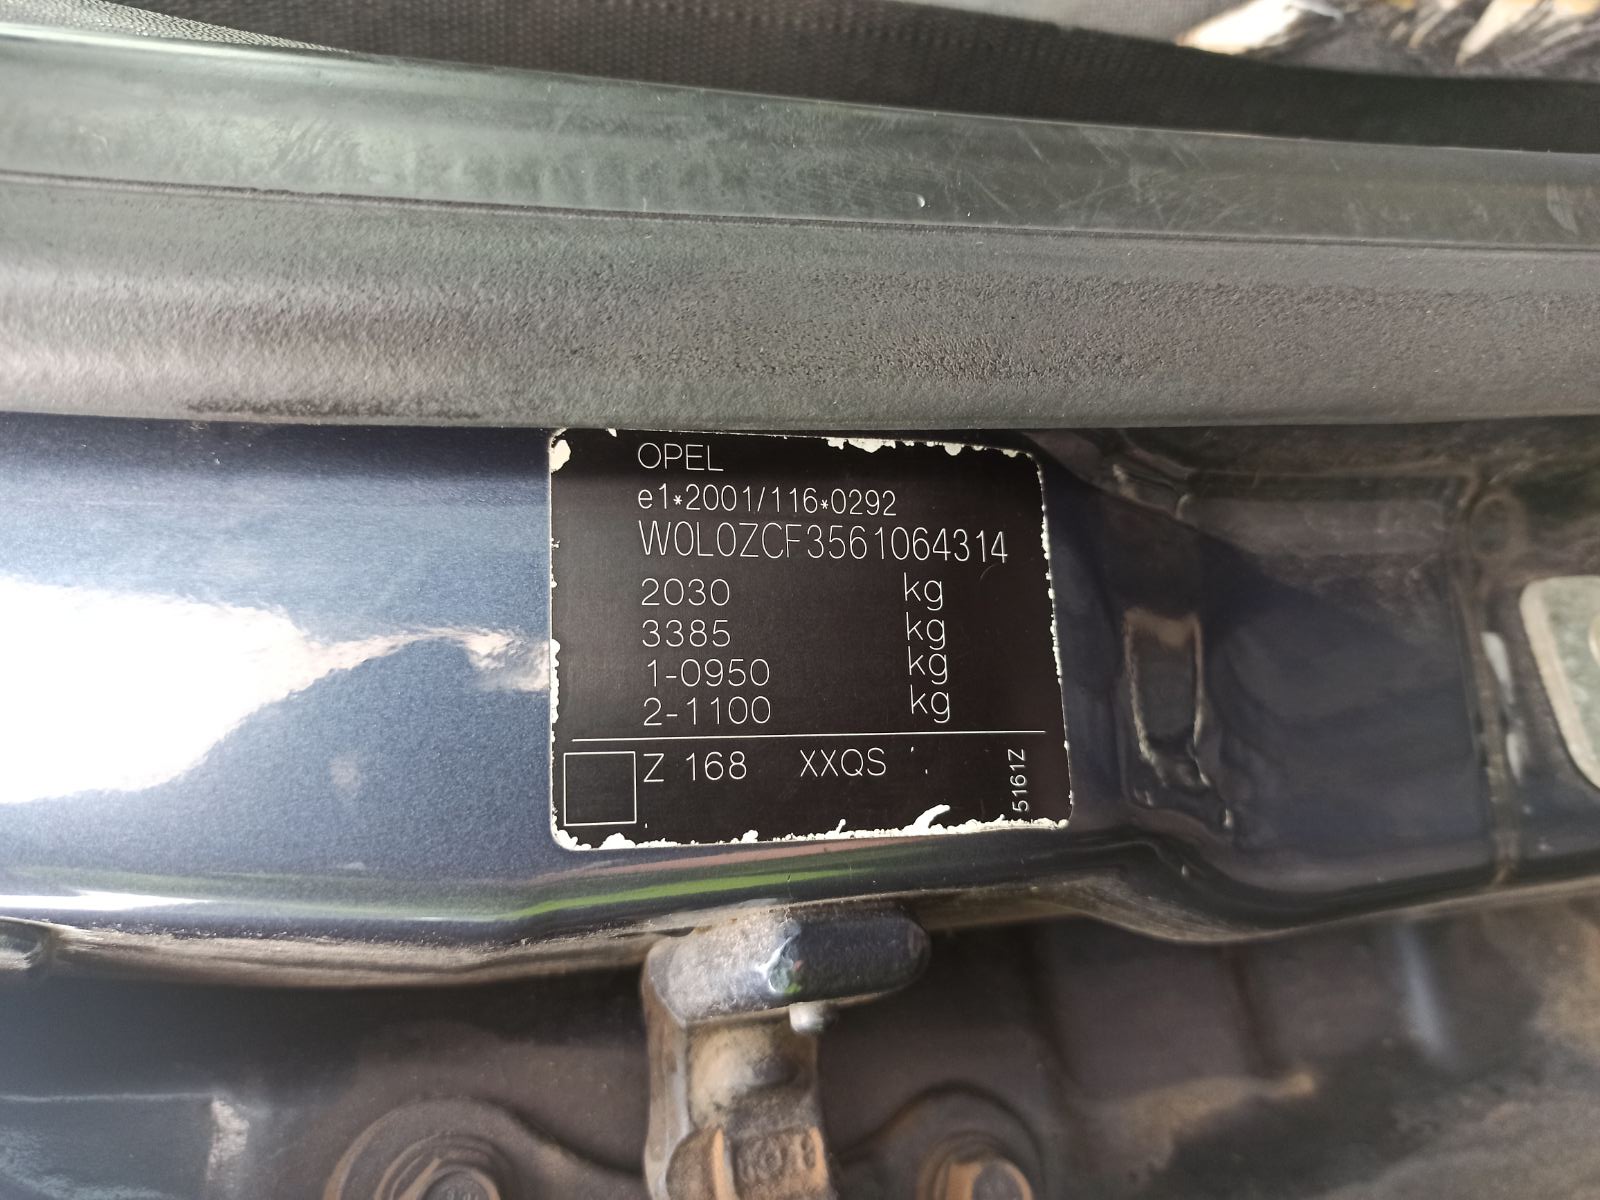 OPEL
e1*2001/116*0292
W0L0ZCF3561064314
2030 kg
3385 kg
1-0950 kg
2-1100 kg
Z 168 XXQS
5161Z